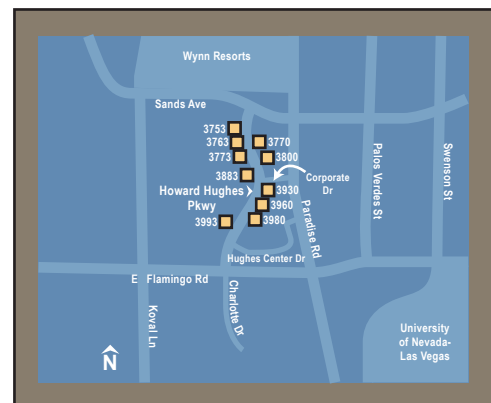 Wynn Resorts
Sands Ave
3753
3763
3770
3773
3800
3883
Corporate
Dr
Howard Hughes
Pkwy
3930
3960
3993
3980
Paradise Rd
Palos Verdes St
Swenson St
Hughes Center Dr
E Flamingo Rd
Koval Ln
Charlotte Dr
University
of Nevada-
Las Vegas
N